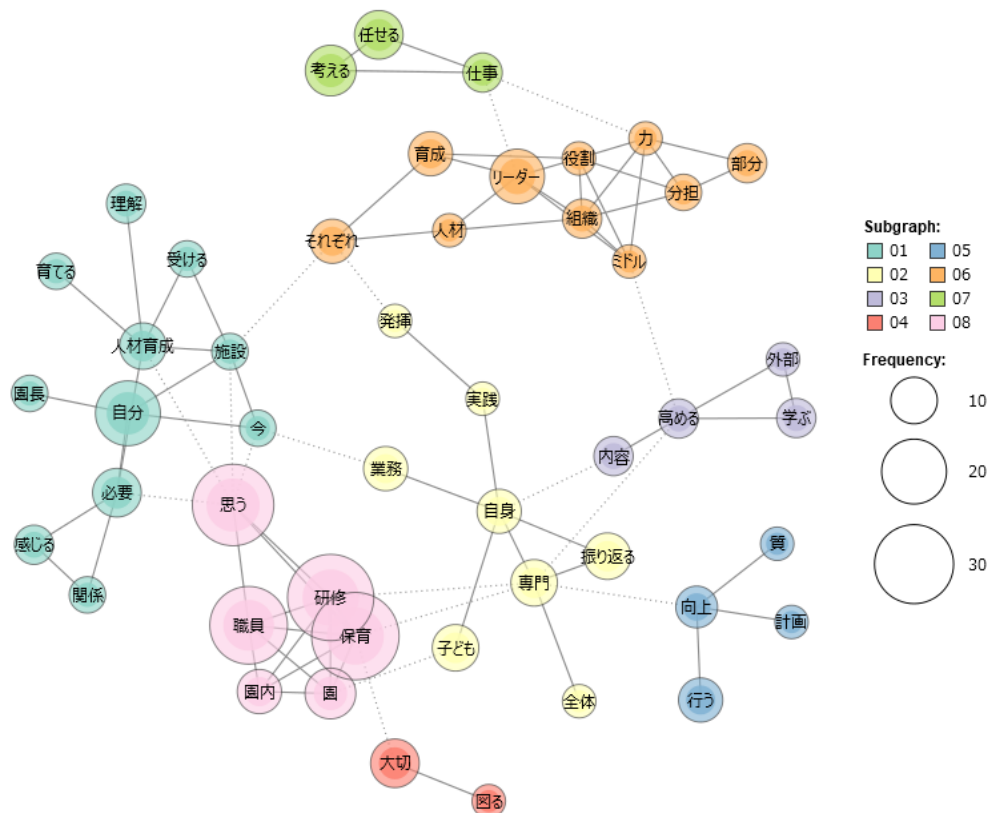 任せる
考える
仕事
力
育成
役割
部分
リーダー
分担
理解
組織
人材
それぞれ
受ける
ミドル
育てる
発揮
人材育成
施設
外部
園長
実践
自分
高める
学ぶ
今
内容
業務
必要
思う
自身
感じる
振り返る
質
専門
関係
研修
向上
職員
保育
計画
子ども
園内
園
全体
行う
大切
図る
Subgraph:
01 05
02 06
03 07
04 08
Frequency:
10
20
30